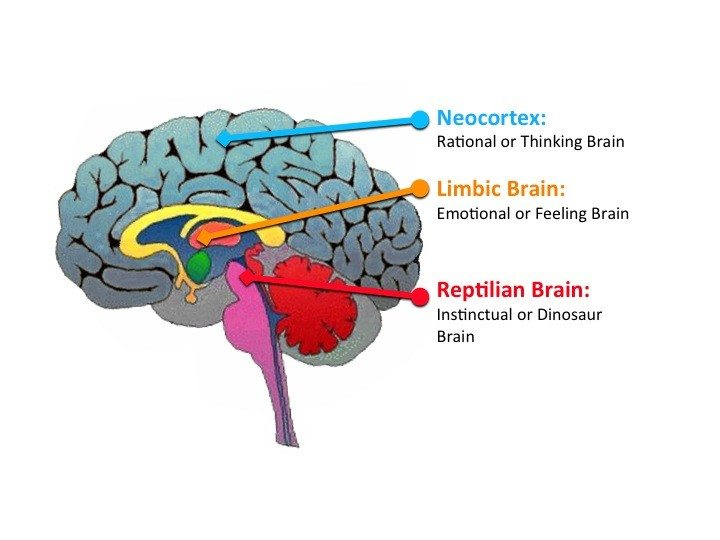 Neocortex:
Rational or Thinking Brain
Limbic Brain:
Emotional or Feeling Brain
Reptilian Brain:
Instinctual or Dinosaur
Brain